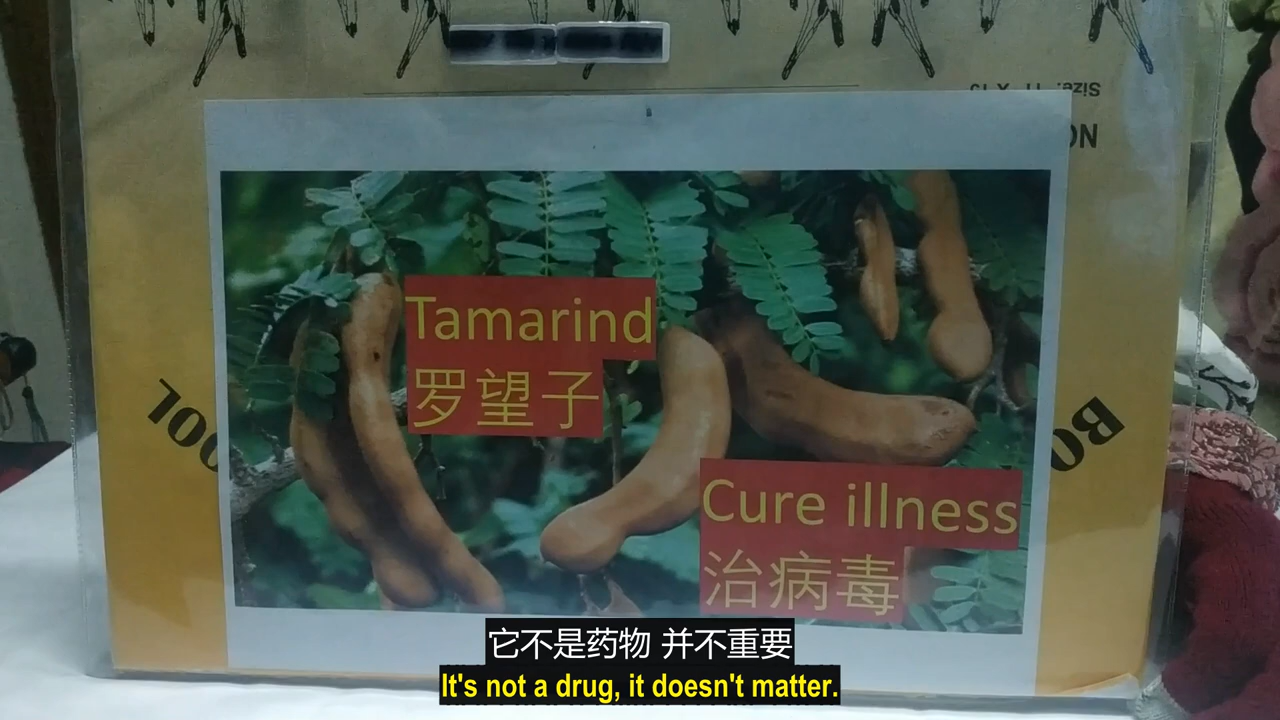 Tamarind
罗望子
Cure illness
治病毒
它不是药物 并不重要
It's not a drug, it doesn't matter.